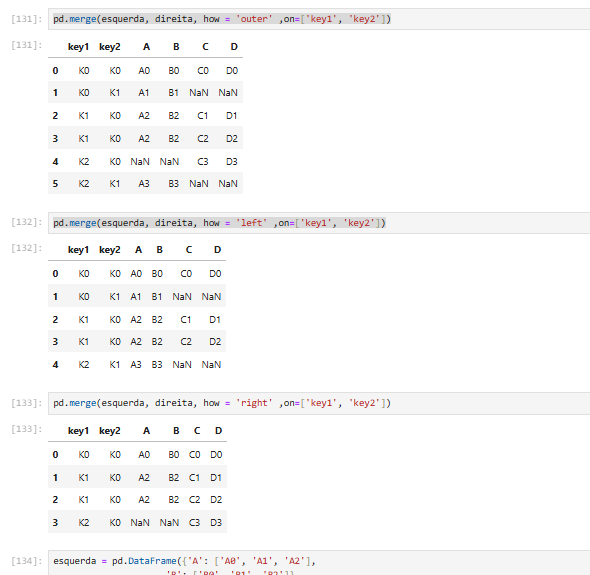 [131]: pd.merge(esquerda, direita, how = 'outer' ,on=['key1', 'key2'])
[131]: key1 key2 A B C D
0 K0 K0 A0 B0 C0 D0
1 K0 K1 A1 B1 NaN NaN
2 K1 K0 A2 B2 C1 D1
3 K1 K0 A2 B2 C2 D2
4 K2 K0 NaN NaN C3 D3
5 K2 K1 A3 B3 NaN NaN
[132]: pd.merge(esquerda, direita, how = 'left' ,on=['key1', 'key2'])
[132]: key1 key2 A B C D
0 K0 K0 A0 B0 C0 D0
1 K0 K1 A1 B1 NaN NaN
2 K1 K0 A2 B2 C1 D1
3 K1 K0 A2 B2 C2 D2
4 K2 K1 A3 B3 NaN NaN
[133]: pd.merge(esquerda, direita, how = 'right' ,on=['key1', 'key2'])
[133]: key1 key2 A B C D
0 K0 K0 A0 B0 C0 D0
1 K1 K0 A2 B2 C1 D1
2 K1 K0 A2 B2 C2 D2
3 K2 K0 NaN NaN C3 D3
[134]: esquerda = pd.DataFrame({'A': ['A0', 'A1', 'A2'],
'B': ['B0', 'B1', 'B2']},